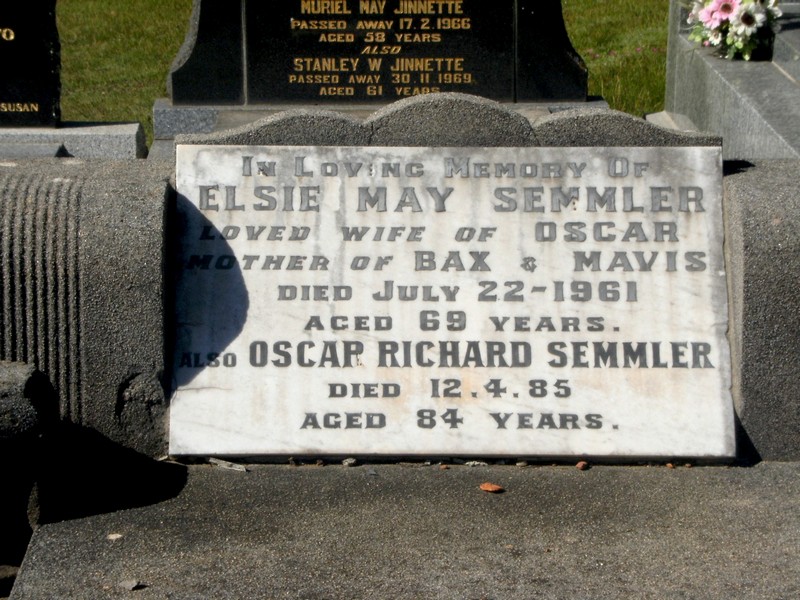 MURIEL MAY JINNETTE
PASSED AWAY 17.2.1966
AGED 58 YEARS
ALSO
STANLEY W JINNETTE
PASSED AWAY 30.11.1969
AGED 61 YEARS
SUSAN
IN LOVING MEMORY OF
ELSIE MAY SEMMLER
LOVED WIFE OF OSCAR
MOTHER OF BAX & MAVIS
DIED JULY 22-1961
AGED 69 YEARS.
ALSO OSCAR RICHARD SEMMLER
DIED 12.4.85
AGED 84 YEARS.